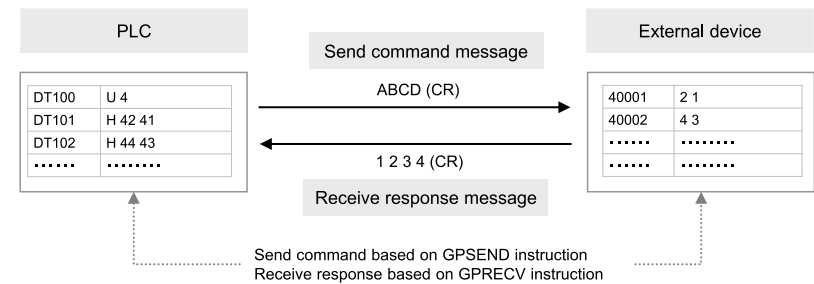 PLC
External device
Send command message
ABCD (CR)
DT100 U 4
DT101 H 42 41
DT102 H 44 43
...... ........
40001 2 1
40002 4 3
...... ........
...... ........
1 2 3 4 (CR)
Receive response message
Send command based on GPSEND instruction
Receive response based on GPRECV instruction